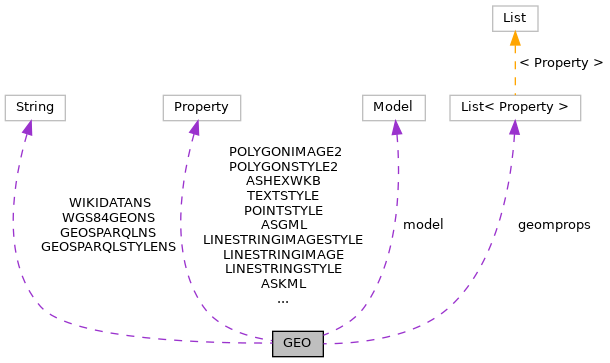 List
< Property >
String
Property
Model
List< Property >
POLYGONIMAGE2
POLYGONSTYLE2
ASHEXWKB
TEXTSTYLE
POINTSTYLE
ASGML
LINESTRINGIMAGESTYLE
LINESTRINGIMAGE
LINESTRINGSTYLE
ASKML
...
WIKIDATANS
WGS84GEONS
GEOSPARQLNS
GEOSPARQLSTYLENS
model
geomprops
GEO